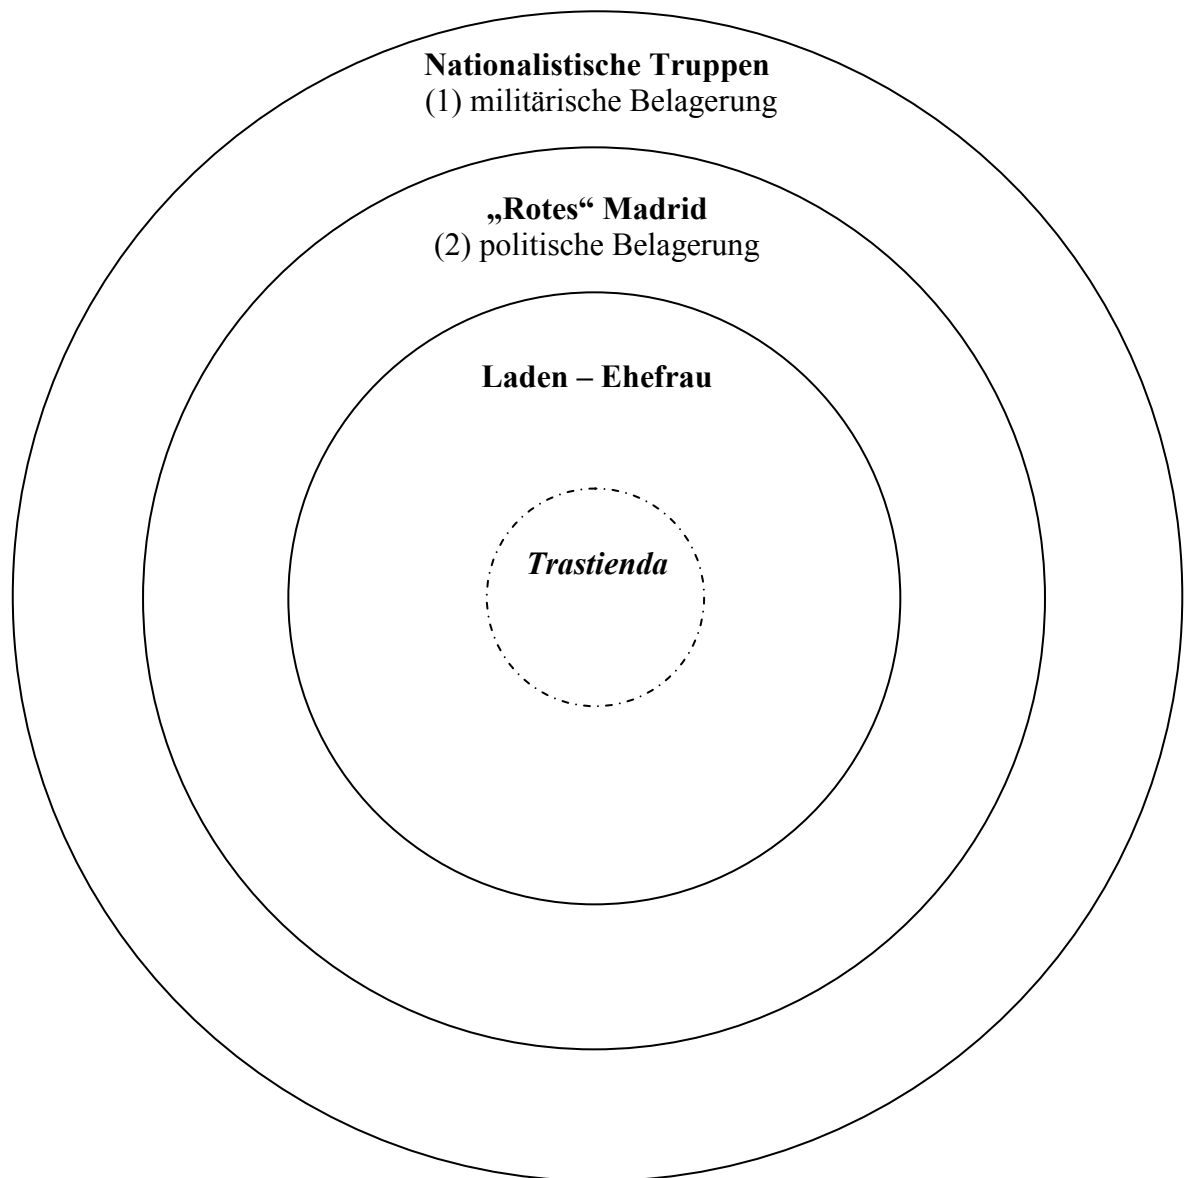 Nationalistische Truppen
(1) militärische Belagerung
„Rotes“ Madrid
(2) politische Belagerung
Laden – Ehefrau
Trastienda